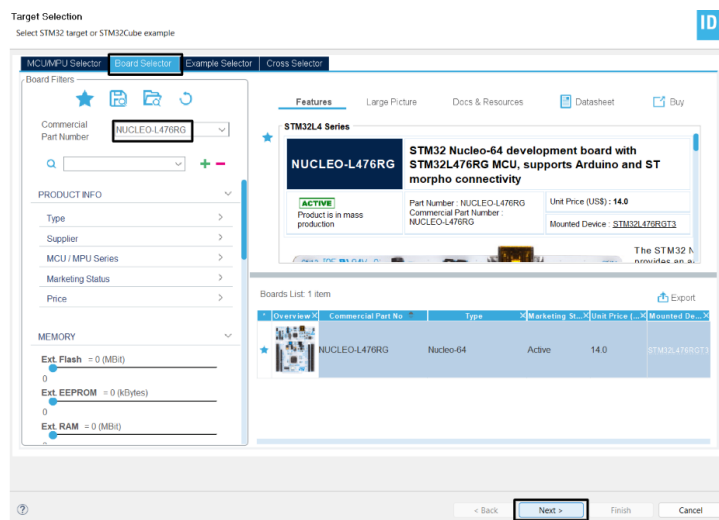 Target Selection
Select STM32 target or STM32Cube example
ID
MCU/MPU Selector Board Selector Example Selector Cross Selector
Board Filters
Commercial
Part Number
NUCLEO-L476RG
PRODUCT INFO
Type
Supplier
MCU / MPU Series
Marketing Status
Price
MEMORY
Ext. Flash = 0 (MBit)
0
Ext. EEPROM = 0 (kBytes)
0
Ext. RAM = 0 (MBit)
Features Large Picture Docs & Resources Datasheet Buy
STM32L4 Series
NUCLEO-L476RG
STM32 Nucleo-64 development board with
STM32L476RG MCU, supports Arduino and ST
morpho connectivity
ACTIVE
Product is in mass
production
Part Number : NUCLEO-L476RG
Commercial Part Number :
NUCLEO-L476RG
Unit Price (US$) : 14.0
Mounted Device : STM32L476RGT3
The STM32 N
Boards List: 1 item
Export
* Overview X Commercial Part No Type X Marketing St... X Unit Price (... X Mounted De... X
NUCLEO-L476RG Nucleo-64 Active 14.0 STM32L476RGT3
? < Back Next > Finish Cancel